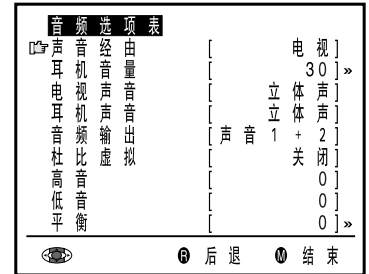 音频选项表
声音经由 [电视]
耳机音量 [30]»
电视声音 [立体声]
耳机声音 [立体声]
音频输出 [声音1+2]
杜比虚拟 [关闭]
高音 [0]
低音 [0]
平衡 [0]»
R 后退 M 结束